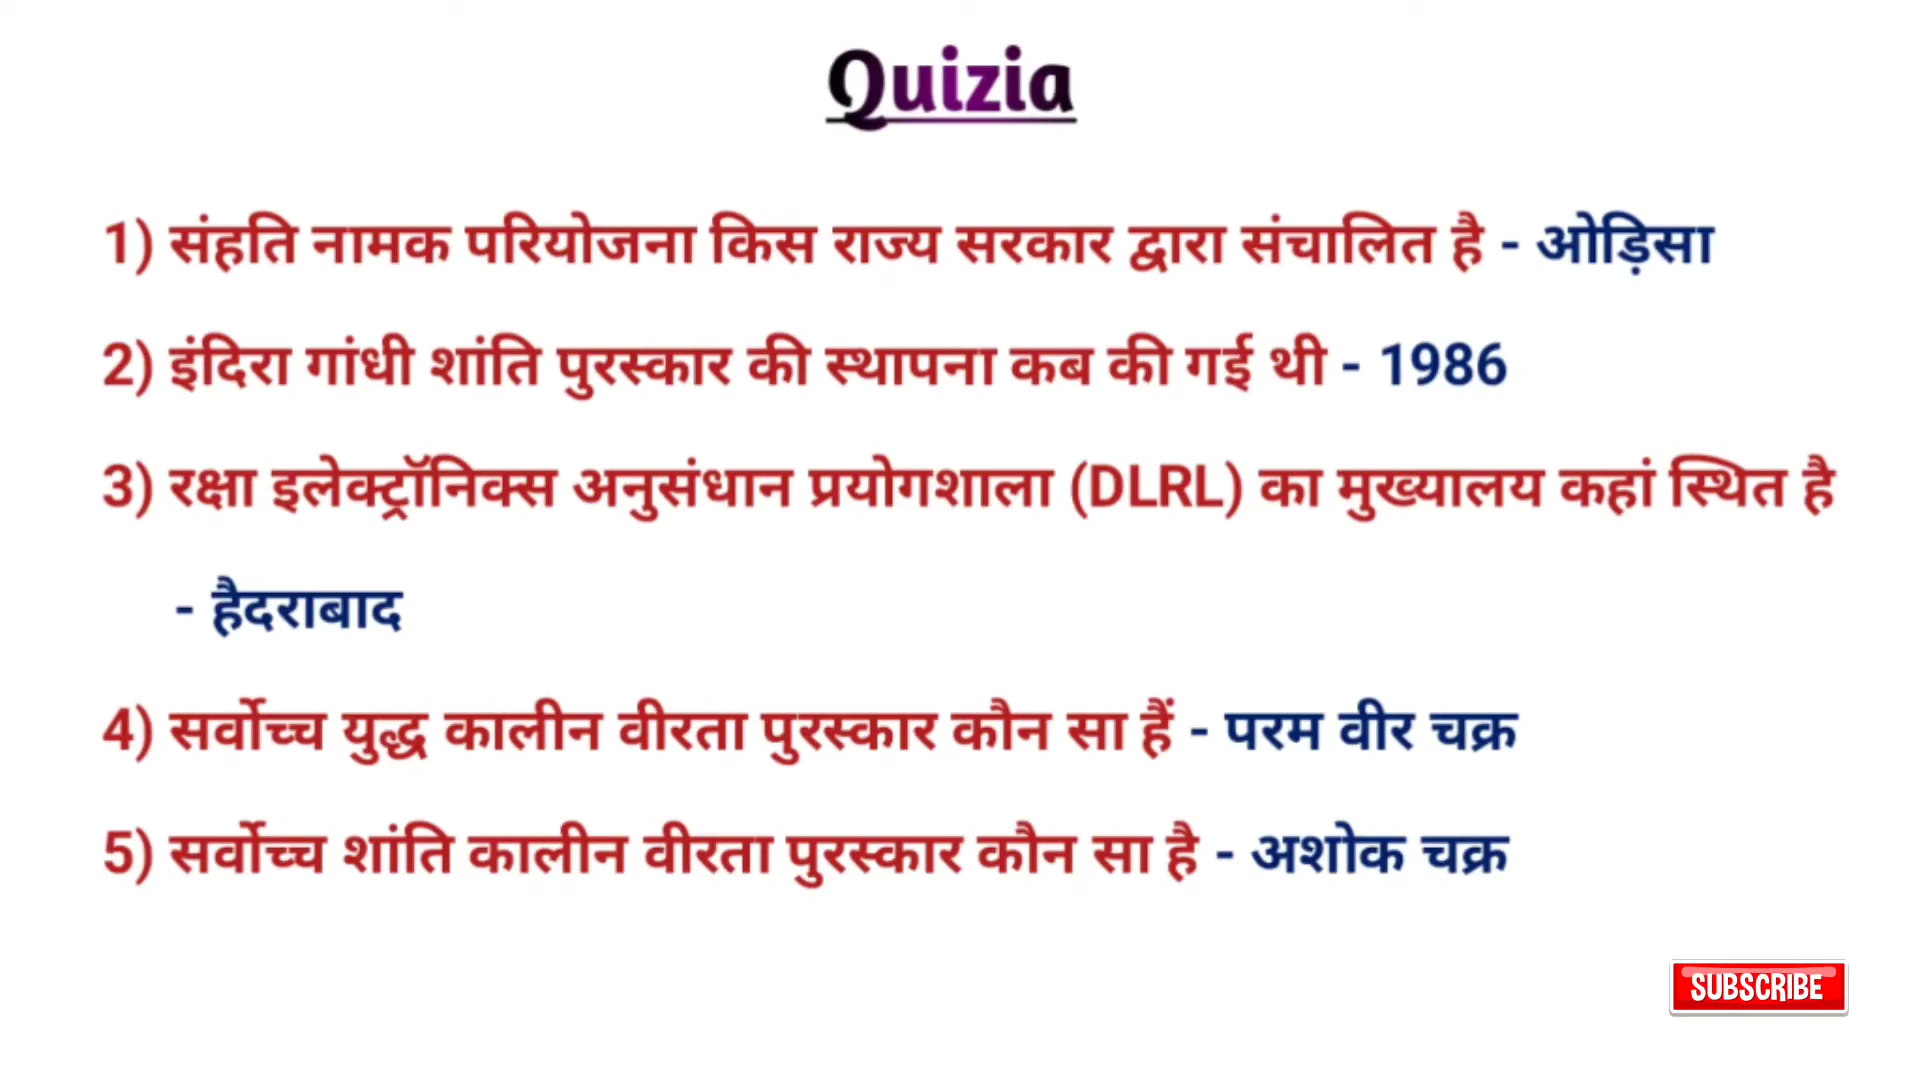 Quizia
1) संहति नामक परियोजना किस राज्य सरकार द्वारा संचालित है - ओड़िसा
2) इंदिरा गांधी शांति पुरस्कार की स्थापना कब की गई थी - 1986
3) रक्षा इलेक्ट्रॉनिक्स अनुसंधान प्रयोगशाला (DLRL) का मुख्यालय कहां स्थित है
- हैदराबाद
4) सर्वोच्च युद्ध कालीन वीरता पुरस्कार कौन सा हैं - परम वीर चक्र
5) सर्वोच्च शांति कालीन वीरता पुरस्कार कौन सा है - अशोक चक्र
SUBSCRIBE